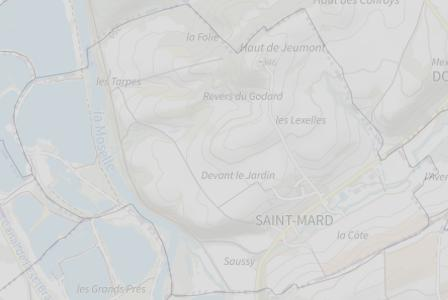 Haut des Conroys
la Folie
Haut de Jeumont
les Tarpes
Revers du Godard
les Lexelles
la Moselle
Devant le Jardin
SAINT-MARD
la Côte
Saussy
les Grands Prés